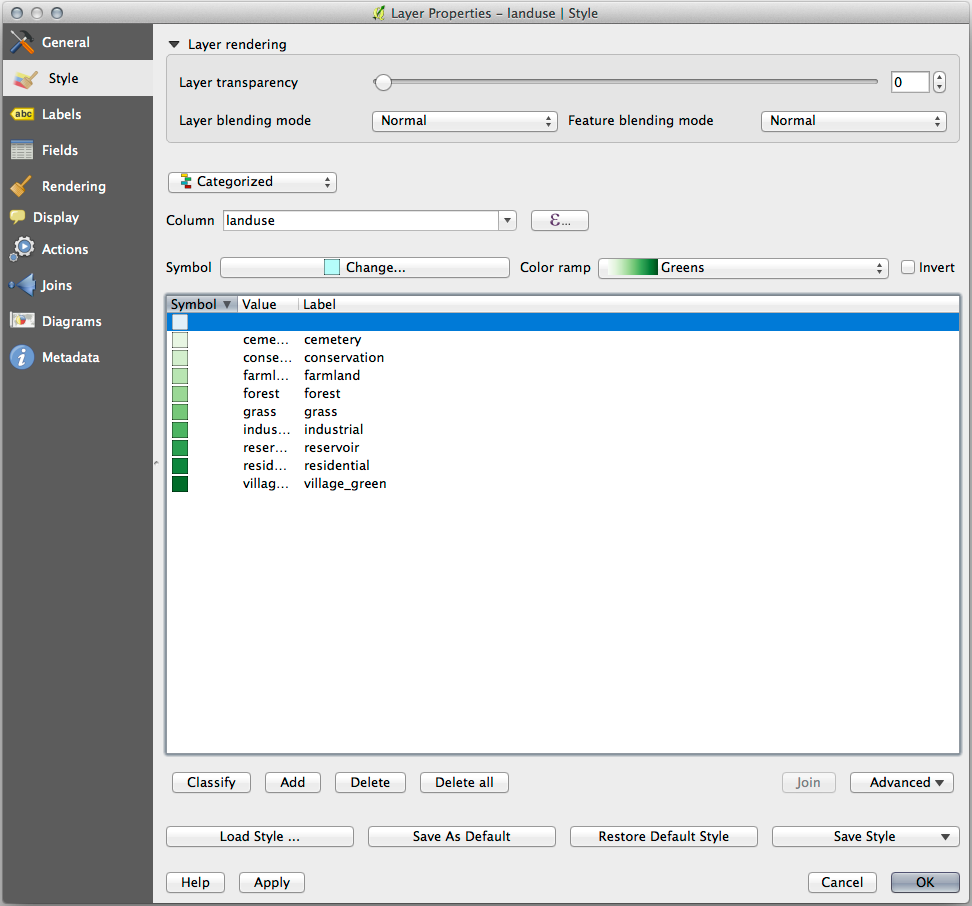 Layer Properties - landuse | Style
General
Style
abc Labels
Fields
Rendering
Display
Actions
Joins
Diagrams
Metadata
Layer rendering
Layer transparency 0
Layer blending mode Normal Feature blending mode Normal
Categorized
Column landuse ε...
Symbol Change... Color ramp Greens Invert
Symbol Value Label
ceme... cemetery
conse... conservation
farml... farmland
forest forest
grass grass
indus... industrial
reser... reservoir
resid... residential
villag... village_green
Classify Add Delete Delete all Join Advanced
Load Style ... Save As Default Restore Default Style Save Style
Help Apply Cancel OK